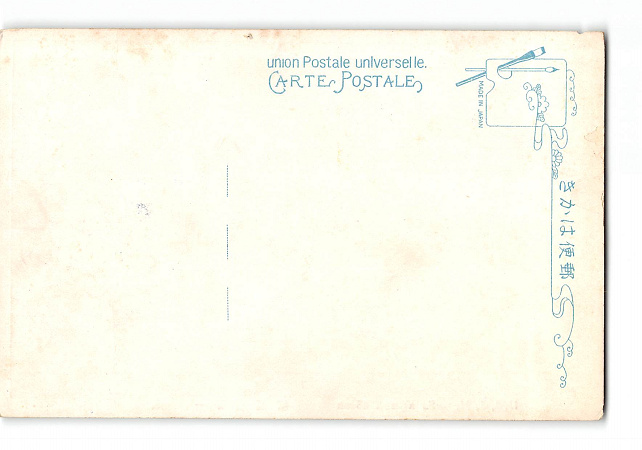 union Postale universelle.
CARTE POSTALE
MADE IN JAPAN
きかは便郵